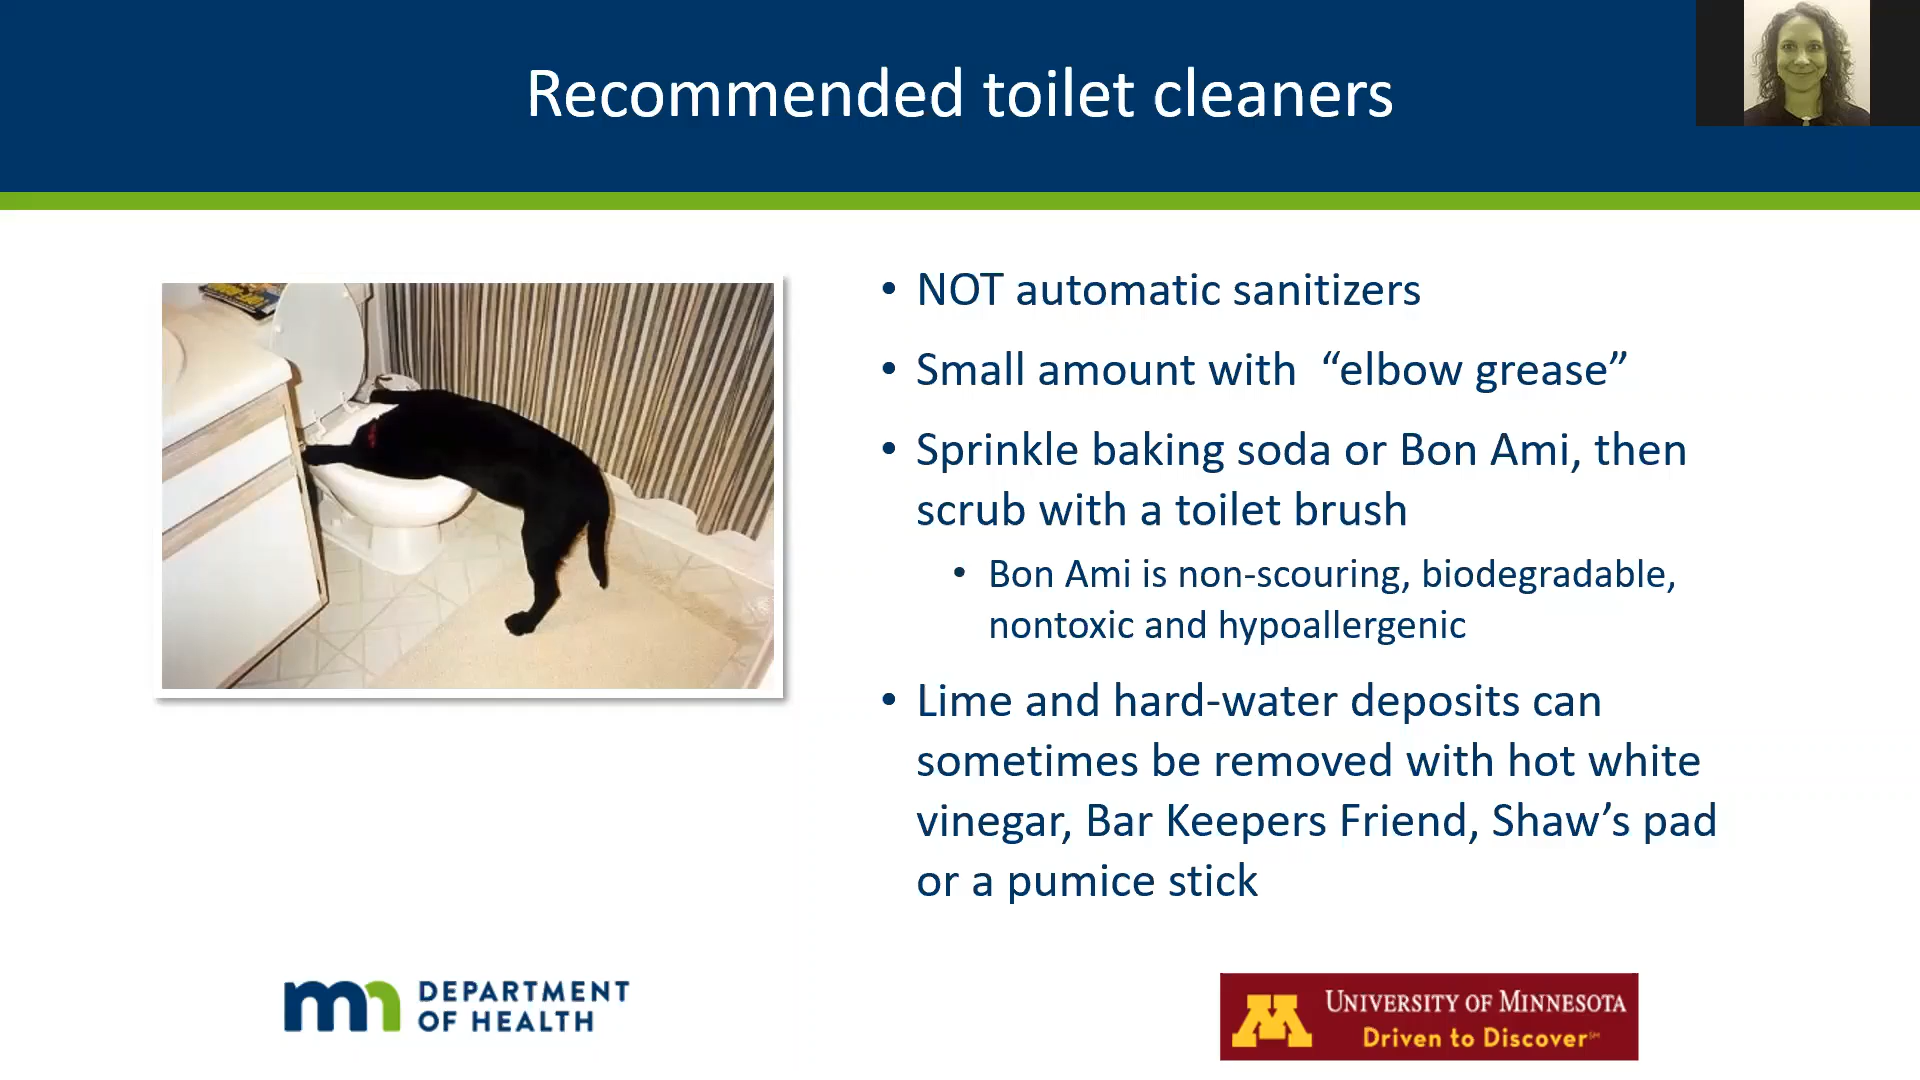 Recommended toilet cleaners
• NOT automatic sanitizers
• Small amount with “elbow grease”
• Sprinkle baking soda or Bon Ami, then
scrub with a toilet brush
• Bon Ami is non-scouring, biodegradable,
nontoxic and hypoallergenic
• Lime and hard-water deposits can
sometimes be removed with hot white
vinegar, Bar Keepers Friend, Shaw’s pad
or a pumice stick
mn DEPARTMENT
OF HEALTH
M UNIVERSITY OF MINNESOTA
Driven to Discover℠